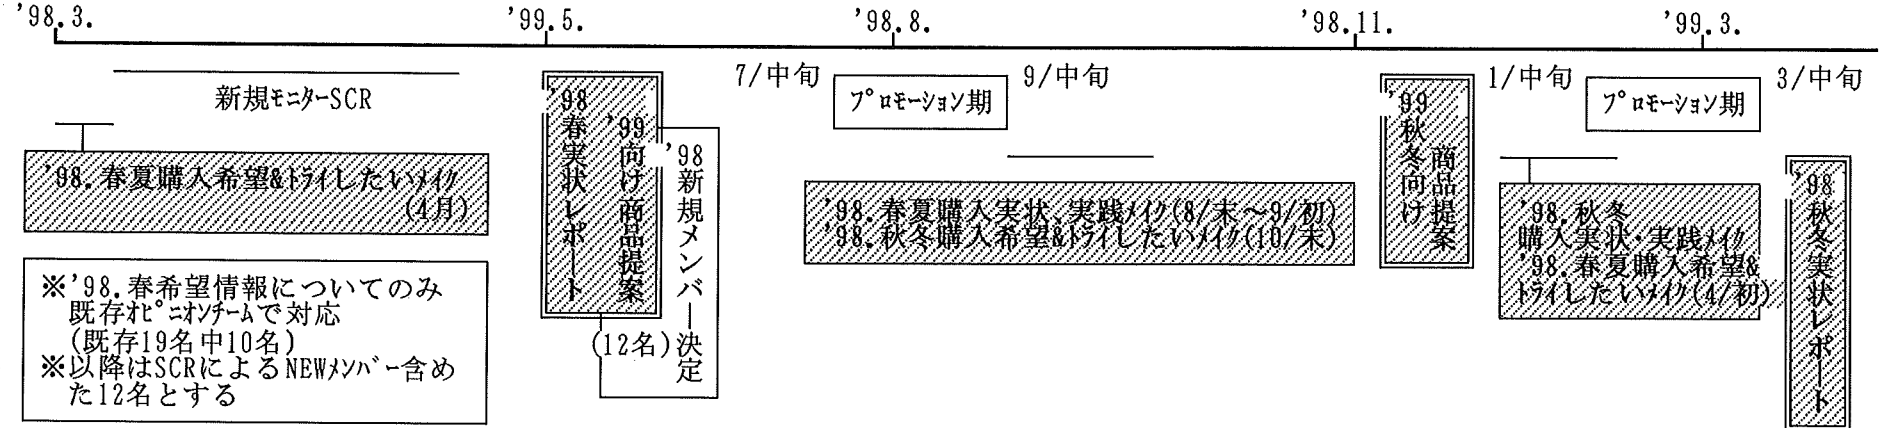 '98.3.
'99.5.
'98.8.
'98.11.
'99.3.
新規ﾓﾆﾀｰSCR
7/中旬
ﾌﾟﾛﾓｰｼｮﾝ期
9/中旬
1/中旬
ﾌﾟﾛﾓｰｼｮﾝ期
3/中旬
'98.春夏購入希望&ﾄﾗｲしたいﾒｲｸ
(4月)
※'98.春希望情報についてのみ
既存ｵﾋﾟﾆｵﾝﾁｰﾑで対応
(既存19名中10名)
※以降はSCRによるNEWﾒﾝﾊﾞｰ含め
た12名とする
'98春実状レポート
'99向け商品提案
'98新規メンバー決定
(12名)
'98.春夏購入実状、実践ﾒｲｸ(8/末～9/初)
'98.秋冬購入希望&ﾄﾗｲしたいﾒｲｸ(10/末)
'99秋冬向け
商品提案
'98.秋冬
購入実状・実践ﾒｲｸ
'98.春夏購入希望&
ﾄﾗｲしたいﾒｲｸ(4/初)
'98秋冬実状レポート